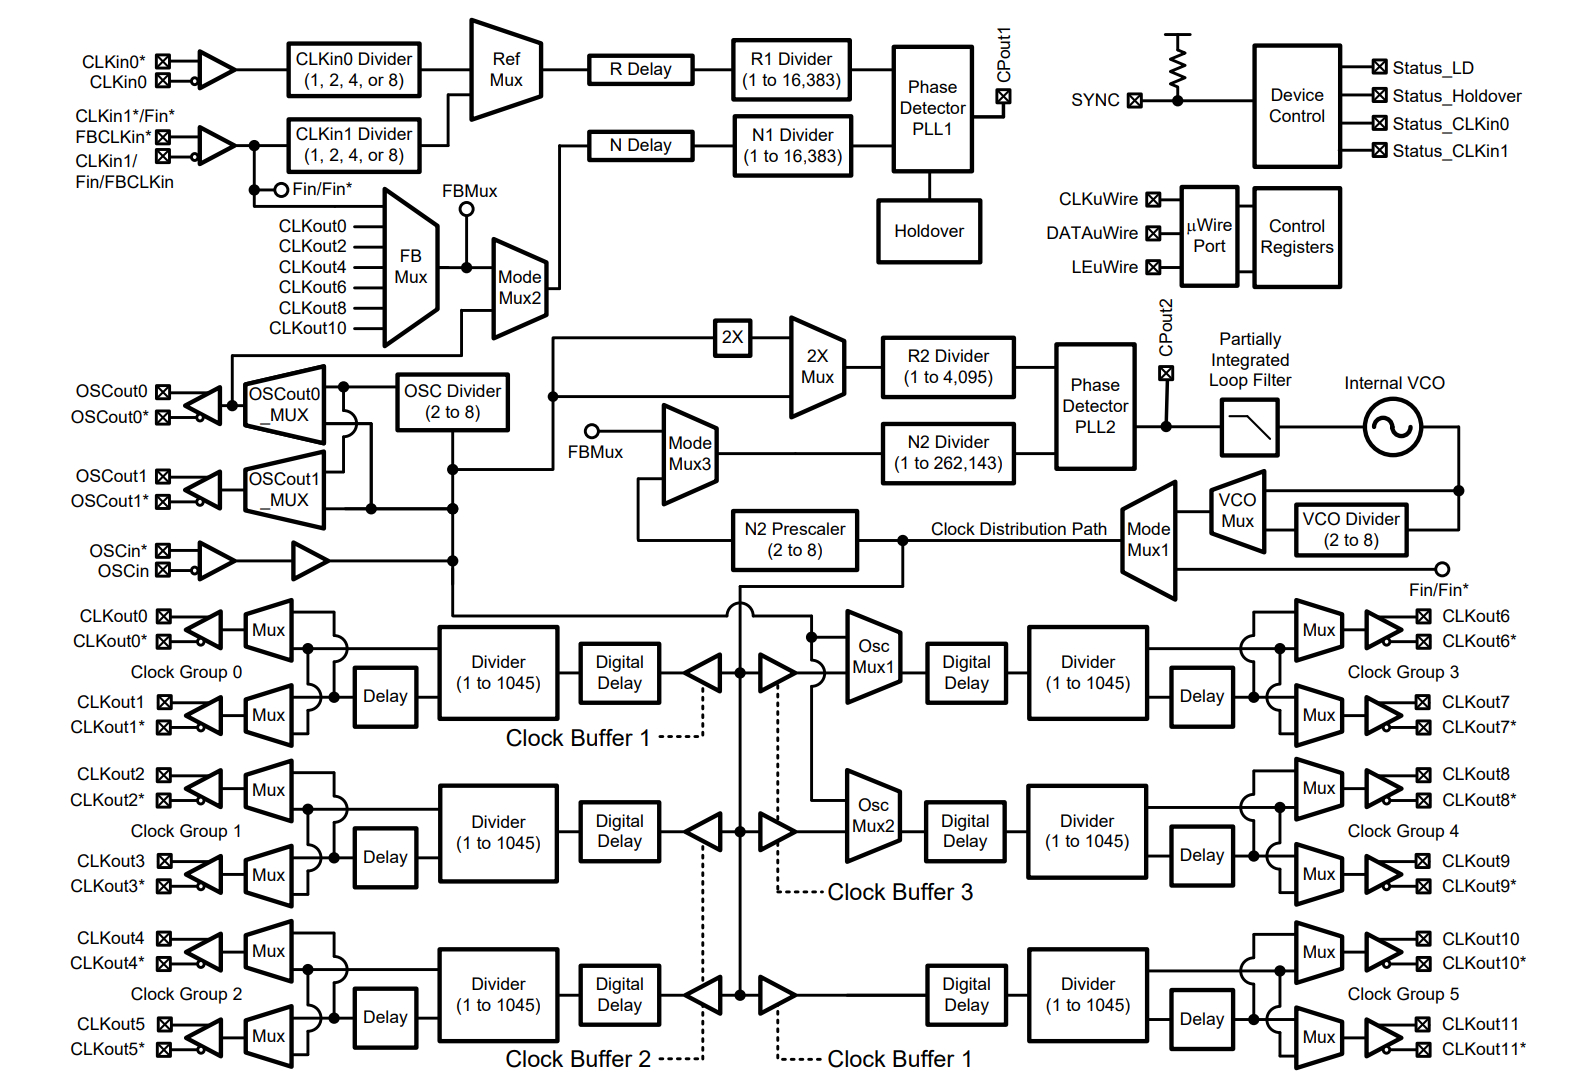 CLKin0*
CLKin0
CLKin0 Divider
(1, 2, 4, or 8)
Ref
Mux
R Delay
R1 Divider
(1 to 16,383)
Phase
Detector
PLL1
CPout1
CLKin1*/Fin*
FBCLKin*
CLKin1/
Fin/FBCLKin
CLKin1 Divider
(1, 2, 4, or 8)
Fin/Fin*
N Delay
N1 Divider
(1 to 16,383)
Holdover
SYNC
Device
Control
Status_LD
Status_Holdover
Status_CLKin0
Status_CLKin1
CLKuWire
DATAuWire
LEuWire
µWire
Port
Control
Registers
FBMux
CLKout0
CLKout2
CLKout4
CLKout6
CLKout8
CLKout10
FB
Mux
Mode
Mux2
2X
2X
Mux
R2 Divider
(1 to 4,095)
Phase
Detector
PLL2
CPout2
Partially
Integrated
Loop Filter
Internal VCO
OSCout0
OSCout0*
OSCout0
_MUX
OSC Divider
(2 to 8)
FBMux
Mode
Mux3
N2 Divider
(1 to 262,143)
OSCout1
OSCout1*
OSCout1
_MUX
VCO
Mux
VCO Divider
(2 to 8)
N2 Prescaler
(2 to 8)
Clock Distribution Path
Mode
Mux1
Fin/Fin*
OSCin*
OSCin
CLKout0
CLKout0*
Mux
Clock Group 0
CLKout1
CLKout1*
Mux
Delay
Divider
(1 to 1045)
Digital
Delay
Clock Buffer 1
Osc
Mux1
Digital
Delay
Divider
(1 to 1045)
Delay
Mux
CLKout6
CLKout6*
Clock Group 3
Mux
CLKout7
CLKout7*
CLKout2
CLKout2*
Mux
Clock Group 1
CLKout3
CLKout3*
Mux
Delay
Divider
(1 to 1045)
Digital
Delay
Osc
Mux2
Clock Buffer 3
Digital
Delay
Divider
(1 to 1045)
Delay
Mux
CLKout8
CLKout8*
Clock Group 4
Mux
CLKout9
CLKout9*
CLKout4
CLKout4*
Mux
Clock Group 2
CLKout5
CLKout5*
Mux
Delay
Divider
(1 to 1045)
Digital
Delay
Clock Buffer 2
Clock Buffer 1
Digital
Delay
Divider
(1 to 1045)
Delay
Mux
CLKout10
CLKout10*
Clock Group 5
Mux
CLKout11
CLKout11*